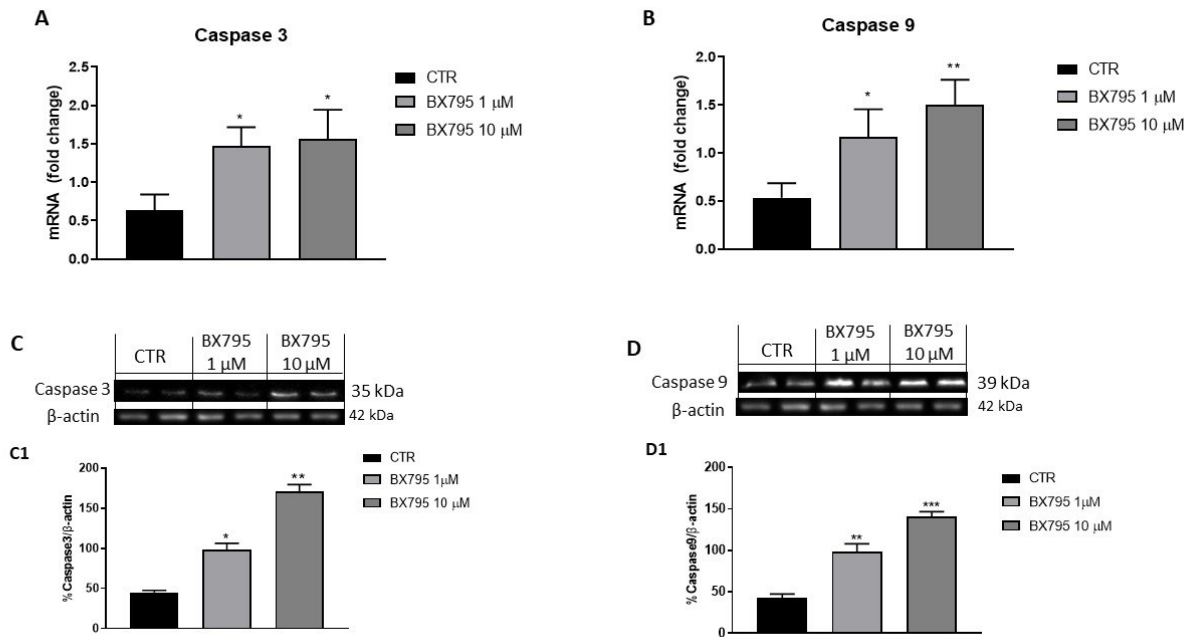 A
Caspase 3
mRNA (fold change)
2.5
2.0
1.5
1.0
0.5
0.0
*
*
CTR
BX795 1 μM
BX795 10 μM
B
Caspase 9
mRNA (fold change)
2.0
1.5
1.0
0.5
0.0
*
**
CTR
BX795 1 μM
BX795 10 μM
C
CTR
BX795
1 μM
BX795
10 μM
Caspase 3
35 kDa
β-actin
42 kDa
C1
% Caspase3/β-actin
200
150
100
50
0
*
**
CTR
BX795 1μM
BX795 10 μM
D
CTR
BX795
1 μM
BX795
10 μM
Caspase 9
39 kDa
β-actin
42 kDa
D1
% Caspase9/β-actin
200
150
100
50
0
**
***
CTR
BX795 1μM
BX795 10 μM